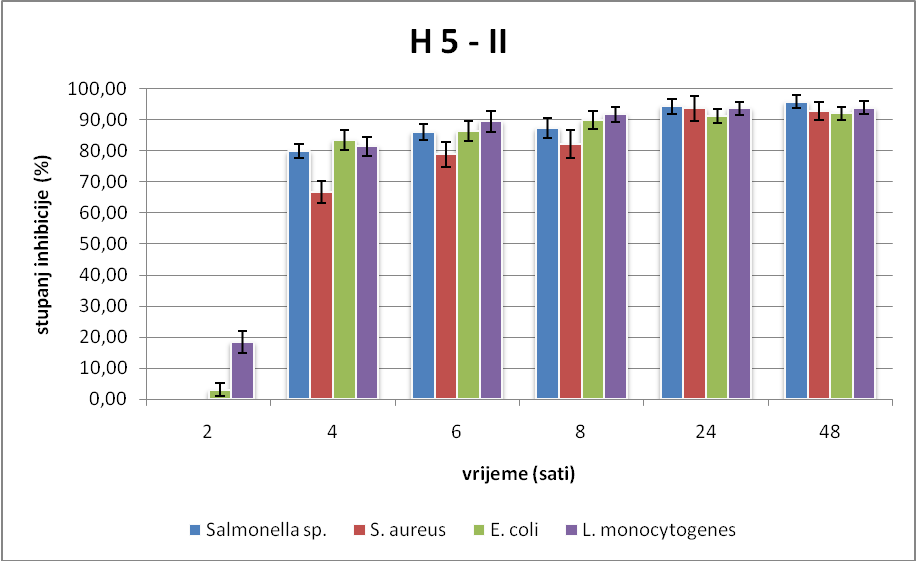 H 5 - II
stupanj inhibicije (%)
100,00
90,00
80,00
70,00
60,00
50,00
40,00
30,00
20,00
10,00
0,00
2 4 6 8 24 48
vrijeme (sati)
Salmonella sp. S. aureus E. coli L. monocytogenes